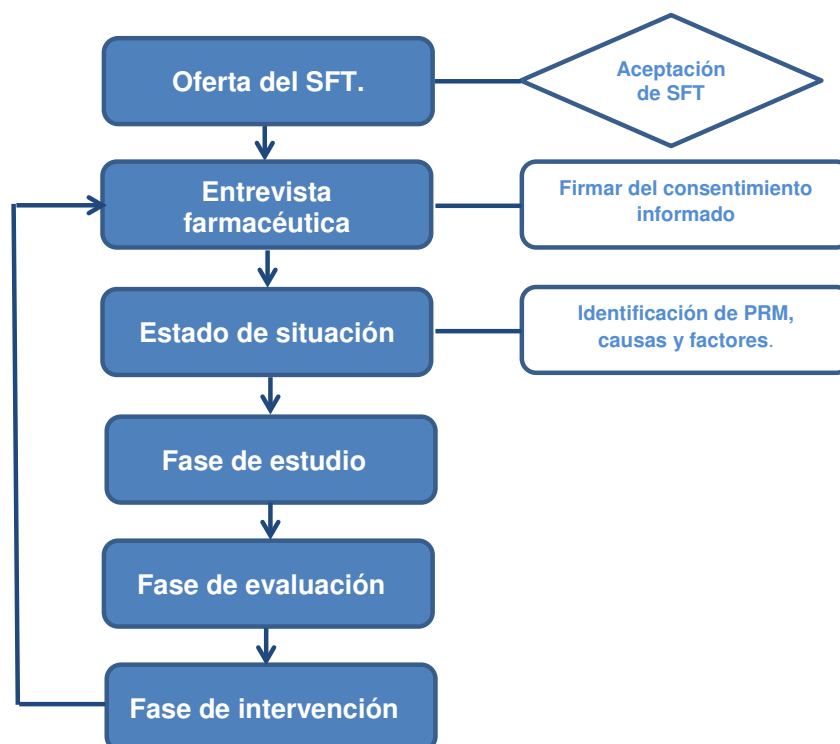 Oferta del SFT.
Aceptación
de SFT
Entrevista
farmacéutica
Firmar del consentimiento
informado
Estado de situación
Identificación de PRM,
causas y factores.
Fase de estudio
Fase de evaluación
Fase de intervención